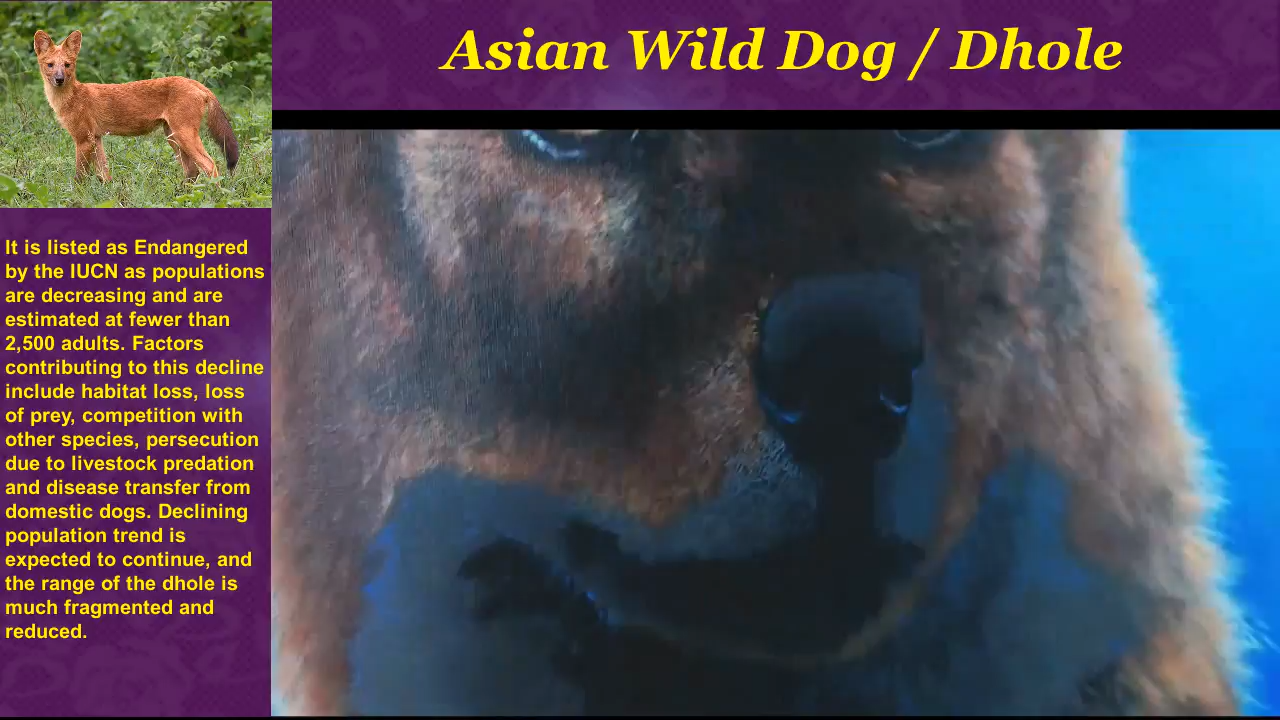 Asian Wild Dog / Dhole
It is listed as Endangered
by the IUCN as populations
are decreasing and are
estimated at fewer than
2,500 adults. Factors
contributing to this decline
include habitat loss, loss
of prey, competition with
other species, persecution
due to livestock predation
and disease transfer from
domestic dogs. Declining
population trend is
expected to continue, and
the range of the dhole is
much fragmented and
reduced.